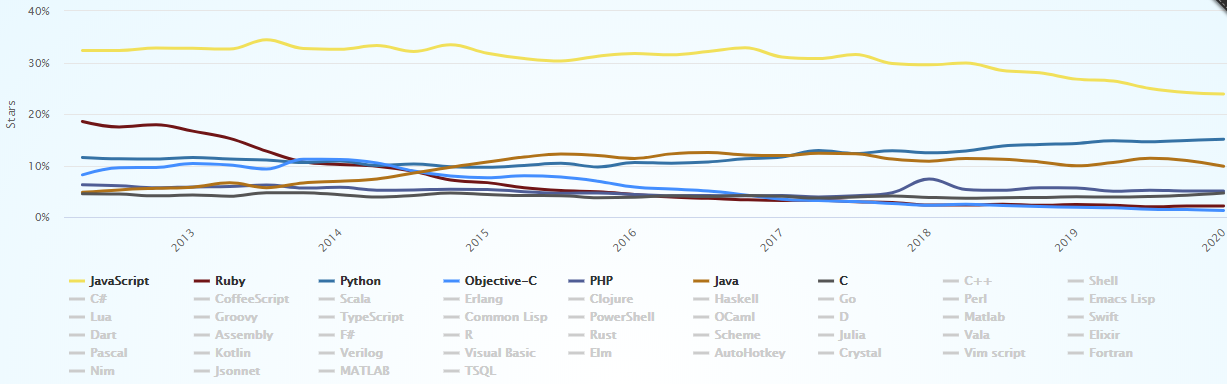 40%
30%
20%
10%
0%
Stars
2013 2014 2015 2016 2017 2018 2019 2020
JavaScript Ruby Python Objective-C PHP Java C C++ Shell
C# CoffeeScript Scala Erlang Clojure Haskell Go Perl Emacs Lisp
Lua Groovy TypeScript Common Lisp PowerShell OCaml D Matlab Swift
Dart Assembly F# R Rust Scheme Julia Vala Elixir
Pascal Kotlin Verilog Visual Basic Elm AutoHotkey Crystal Vim script Fortran
Nim Jsonnet MATLAB TSQL